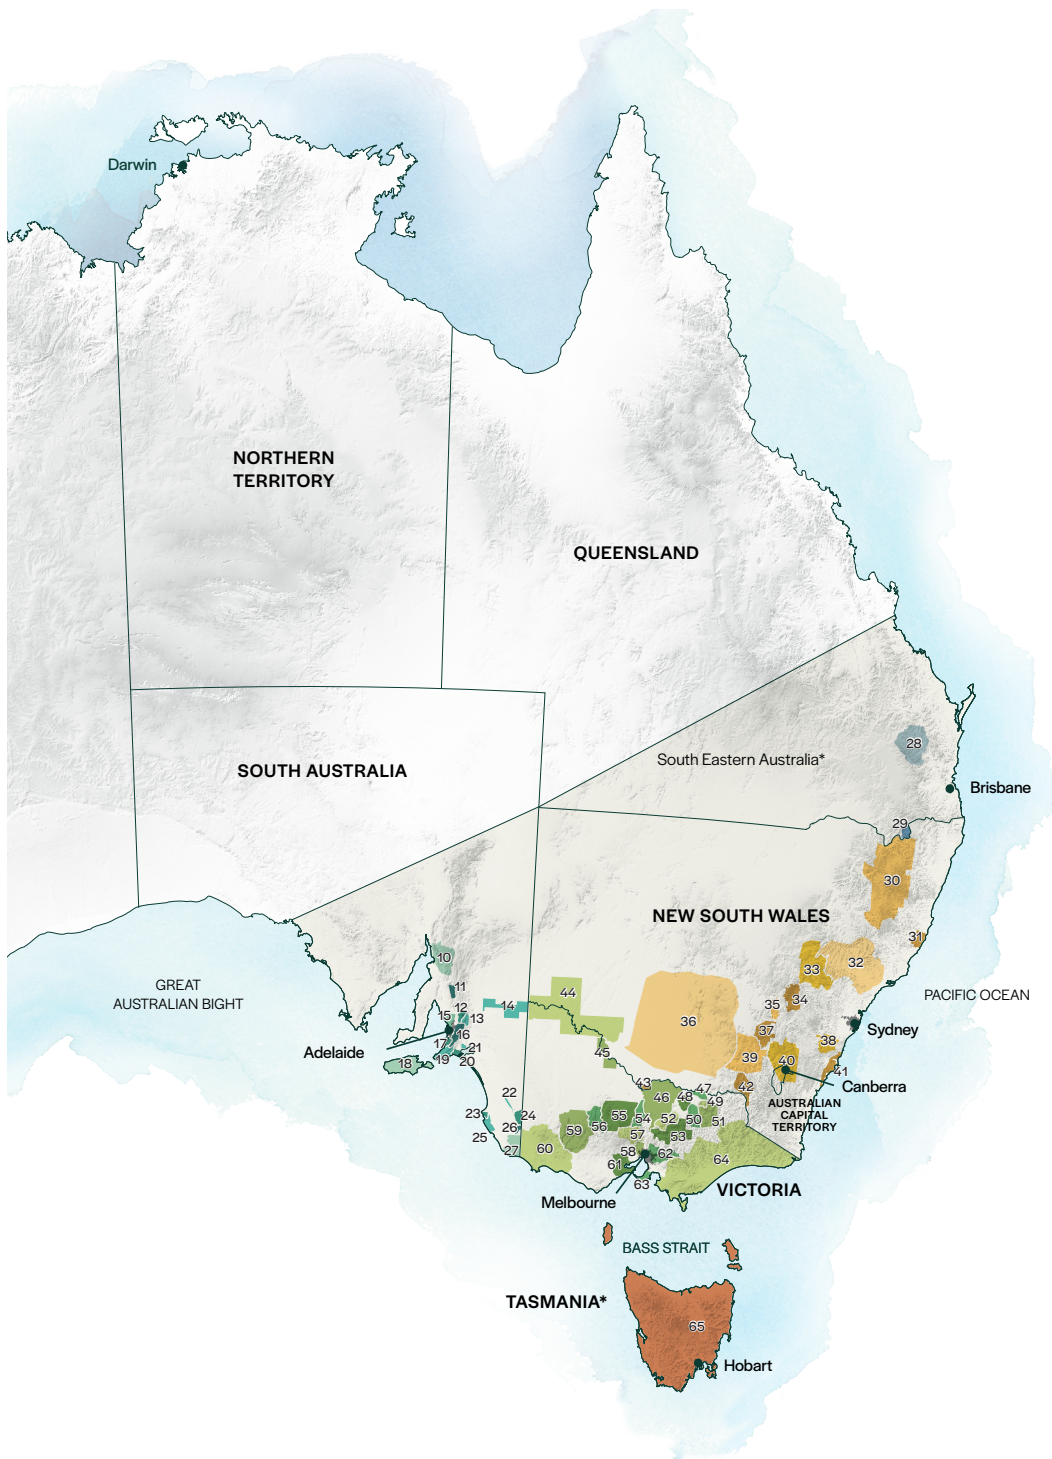 Darwin
NORTHERN
TERRITORY
QUEENSLAND
28
South Eastern Australia*
SOUTH AUSTRALIA
Brisbane
29
30
NEW SOUTH WALES
31
10
32
33
GREAT
AUSTRALIAN BIGHT
11
44
34
PACIFIC OCEAN
12
14
35
15
13
36
Sydney
16
37
17
38
Adelaide
21
45
39
18
19
20
40
41
43
42
47
Canberra
22
46
48
49
AUSTRALIAN
CAPITAL
TERRITORY
23
24
55
54
52
50
51
26
56
59
57
53
25
27
60
58
62
64
61
63
VICTORIA
Melbourne
BASS STRAIT
TASMANIA*
65
Hobart